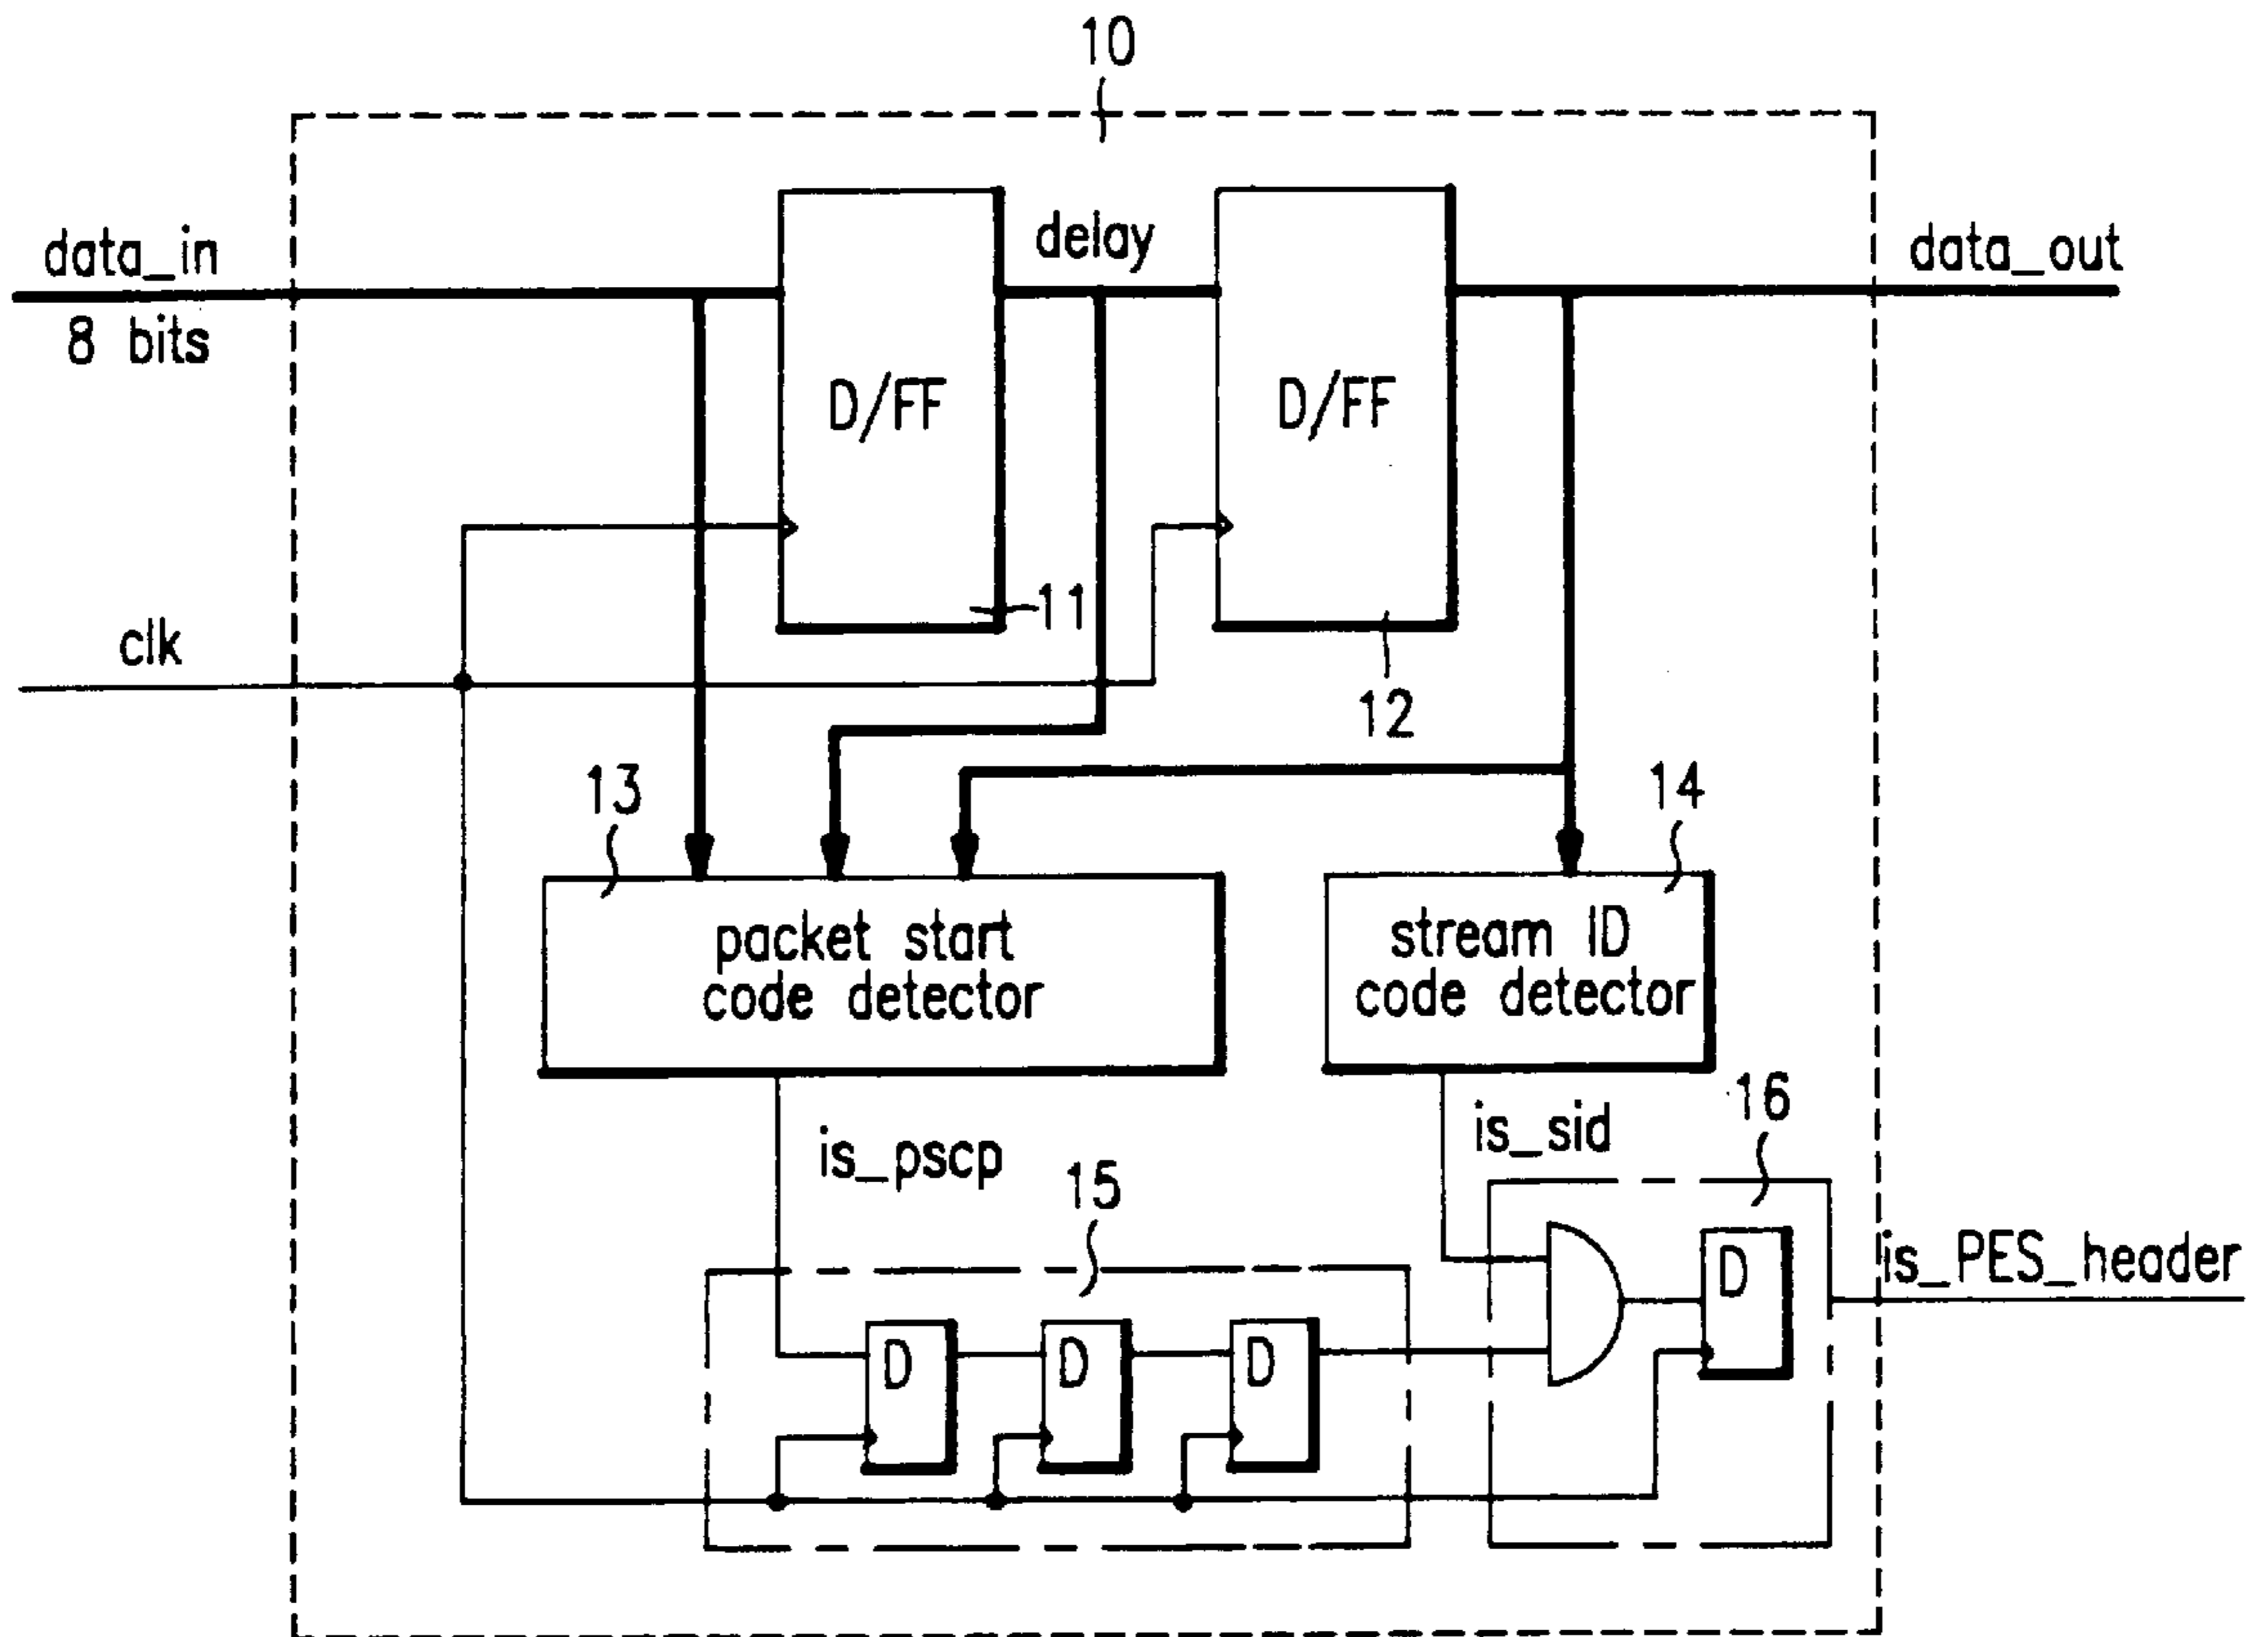 10
data_in
8 bits
delay
data_out
D/FF
D/FF
11
12
clk
13
14
packet start
code detector
stream ID
code detector
is_pscp
is_sid
15
16
is_PES_header
D
D
D
D